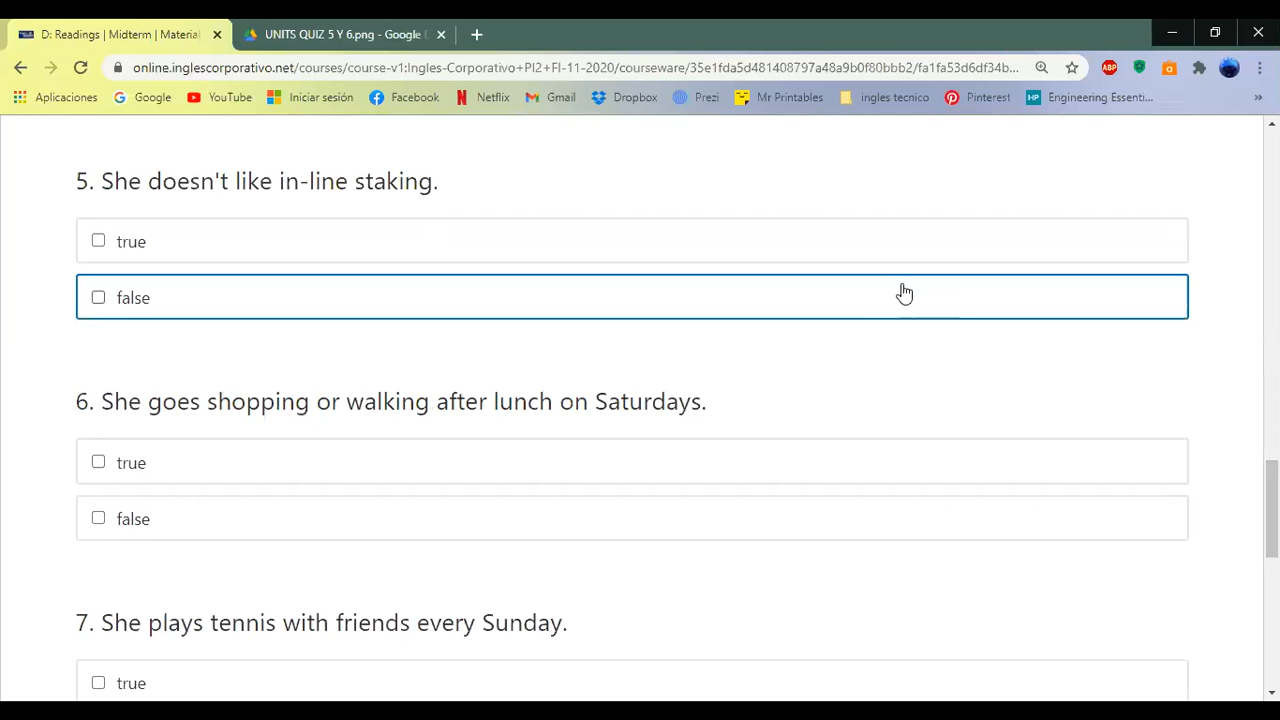 D: Readings | Midterm | Material
UNITS QUIZ 5 Y 6.png - Google
online.inglescorporativo.net/courses/course-v1:Ingles-Corporativo+PI2+FI-11-2020/courseware/35e1fda5d481408797a48a9b0f80bbb2/fa1fa53d6df34b...
ABP
Aplicaciones Google YouTube Iniciar sesión Facebook Netflix Gmail Dropbox Prezi Mr Printables ingles tecnico Pinterest HP Engineering Essenti... »
5. She doesn't like in-line staking.
true
false
6. She goes shopping or walking after lunch on Saturdays.
true
false
7. She plays tennis with friends every Sunday.
true